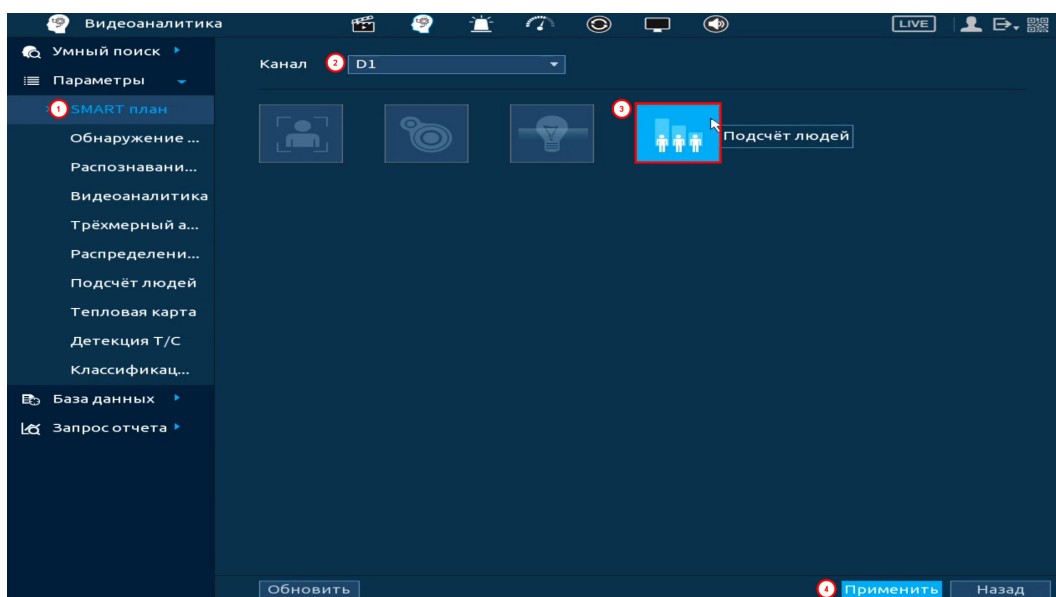 Видеоаналитика
LIVE
Умный поиск
Параметры
1 SMART план
Обнаружение ...
Распознавани...
Видеоаналитика
Трёхмерный а...
Распределени...
Подсчёт людей
Тепловая карта
Детекция Т/С
Классификац...
База данных
Запрос отчета
Канал 2 D1
3
Подсчёт людей
Обновить
4 Применить
Назад